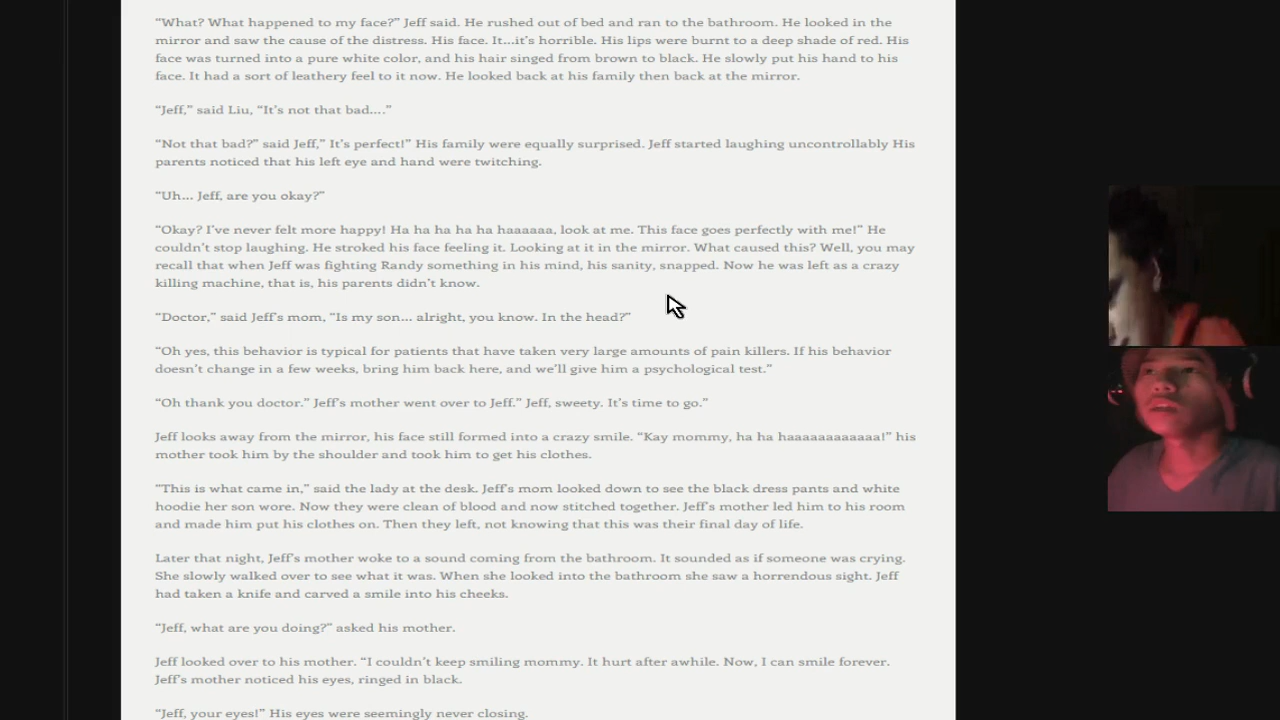 “What? What happened to my face?” Jeff said. He rushed out of bed and ran to the bathroom. He looked in the
mirror and saw the cause of the distress. His face. It…it’s horrible. His lips were burnt to a deep shade of red. His
face was turned into a pure white color, and his hair singed from brown to black. He slowly put his hand to his
face. It had a sort of leathery feel to it now. He looked back at his family then back at the mirror.
“Jeff,” said Liu, “It’s not that bad….”
“Not that bad?” said Jeff,” It’s perfect!” His family were equally surprised. Jeff started laughing uncontrollably His
parents noticed that his left eye and hand were twitching.
“Uh… Jeff, are you okay?”
“Okay? I’ve never felt more happy! Ha ha ha ha ha haaaaaa, look at me. This face goes perfectly with me!” He
couldn’t stop laughing. He stroked his face feeling it. Looking at it in the mirror. What caused this? Well, you may
recall that when Jeff was fighting Randy something in his mind, his sanity, snapped. Now he was left as a crazy
killing machine, that is, his parents didn’t know.
“Doctor,” said Jeff’s mom, “Is my son… alright, you know. In the head?”
“Oh yes, this behavior is typical for patients that have taken very large amounts of pain killers. If his behavior
doesn’t change in a few weeks, bring him back here, and we’ll give him a psychological test.”
“Oh thank you doctor.” Jeff’s mother went over to Jeff.” Jeff, sweety. It’s time to go.”
Jeff looks away from the mirror, his face still formed into a crazy smile. “Kay mommy, ha ha haaaaaaaaaaaa!” his
mother took him by the shoulder and took him to get his clothes.
“This is what came in,” said the lady at the desk. Jeff’s mom looked down to see the black dress pants and white
hoodie her son wore. Now they were clean of blood and now stitched together. Jeff’s mother led him to his room
and made him put his clothes on. Then they left, not knowing that this was their final day of life.
Later that night, Jeff’s mother woke to a sound coming from the bathroom. It sounded as if someone was crying.
She slowly walked over to see what it was. When she looked into the bathroom she saw a horrendous sight. Jeff
had taken a knife and carved a smile into his cheeks.
“Jeff, what are you doing?” asked his mother.
Jeff looked over to his mother. “I couldn’t keep smiling mommy. It hurt after awhile. Now, I can smile forever.
Jeff’s mother noticed his eyes, ringed in black.
“Jeff, your eyes!” His eyes were seemingly never closing.